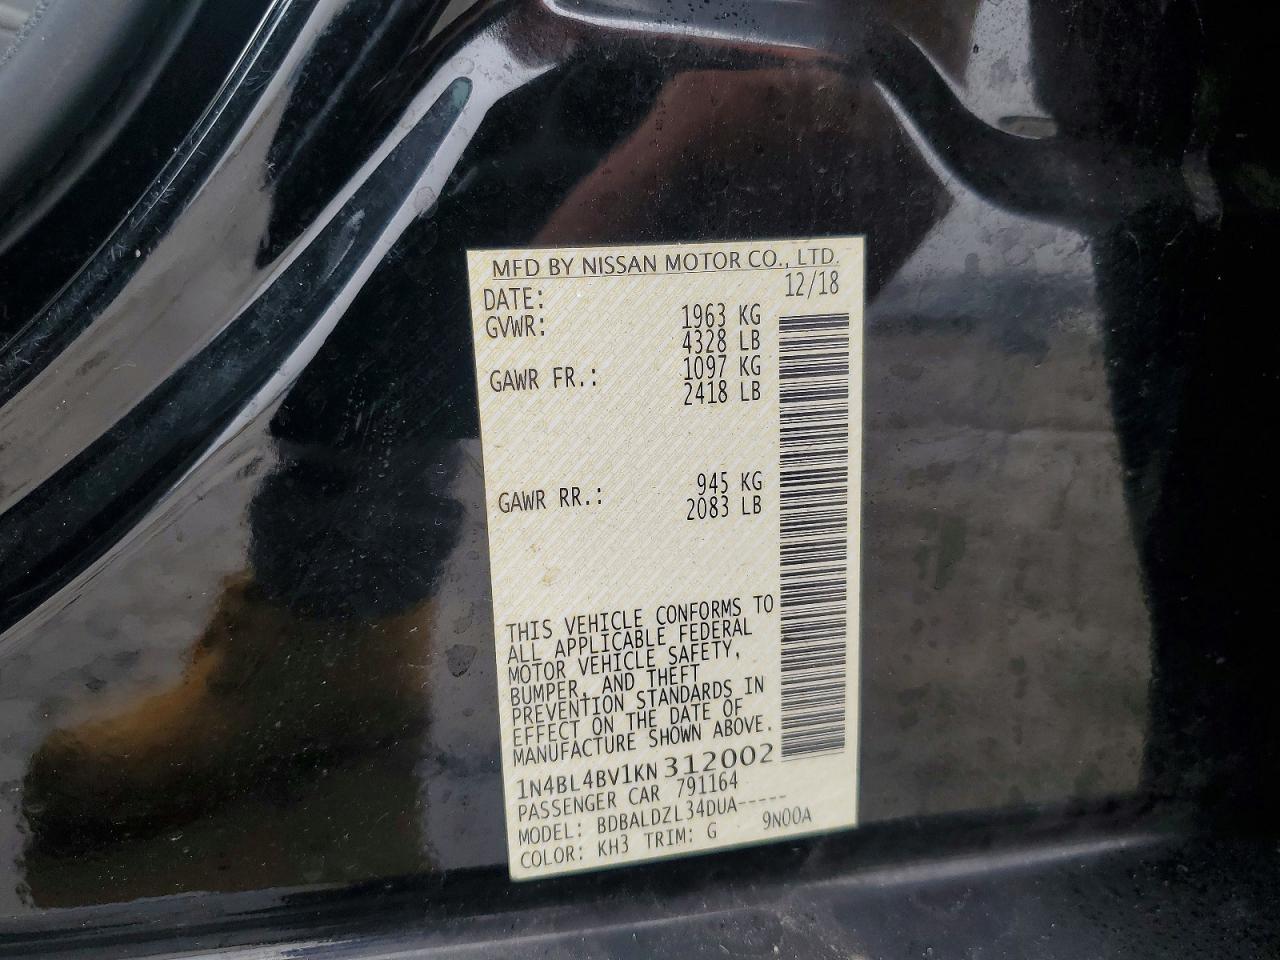 MFD BY NISSAN MOTOR CO., LTD.
DATE: 12/18
GVWR: 1963 KG
4328 LB
GAWR FR.: 1097 KG
2418 LB
GAWR RR.: 945 KG
2083 LB
THIS VEHICLE CONFORMS TO
ALL APPLICABLE FEDERAL
MOTOR VEHICLE SAFETY,
BUMPER, AND THEFT
PREVENTION STANDARDS IN
EFFECT ON THE DATE OF
MANUFACTURE SHOWN ABOVE.
1N4BL4BV1KN312002
PASSENGER CAR 791164
MODEL: BDBALDZL34DUA-----
COLOR: KH3 TRIM: G 9N00A